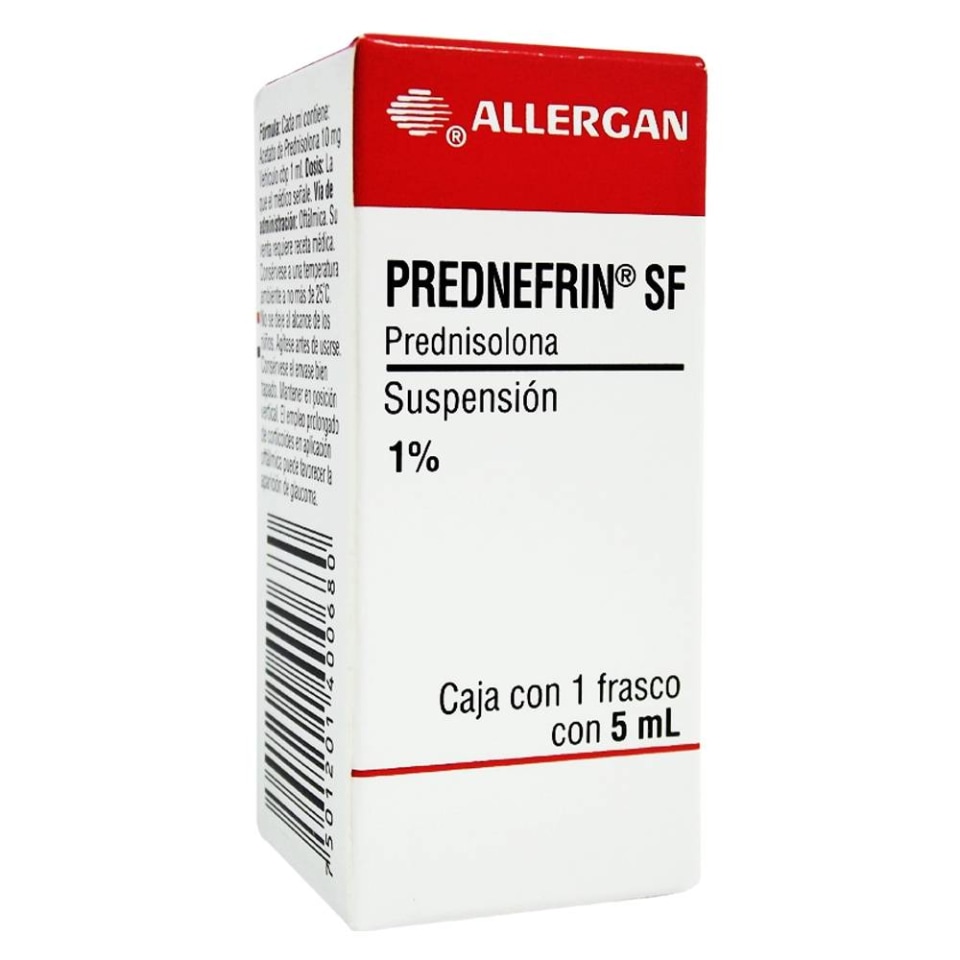 ALLERGAN
®
PREDNEFRIN® SF
Prednisolona
Suspensión
1%
Caja con 1 frasco
con 5 mL
Fórmula: Cada ml contiene:
Acetato de Prednisolona 10 mg
Vehículo cbp 1 ml. Dosis: La
que el médico señale. Vía de
administración: Oftálmica. Su
venta requiere receta médica.
Consérvese a una temperatura
ambiente a no más de 25°C.
No se deje al alcance de los
niños. Agítese antes de usarse.
Consérvese el envase bien
tapado. Mantener en posición
vertical. El empleo prolongado
de corticoides en aplicación
oftálmica puede favorecer la
aparición de glaucoma.
7501201400680